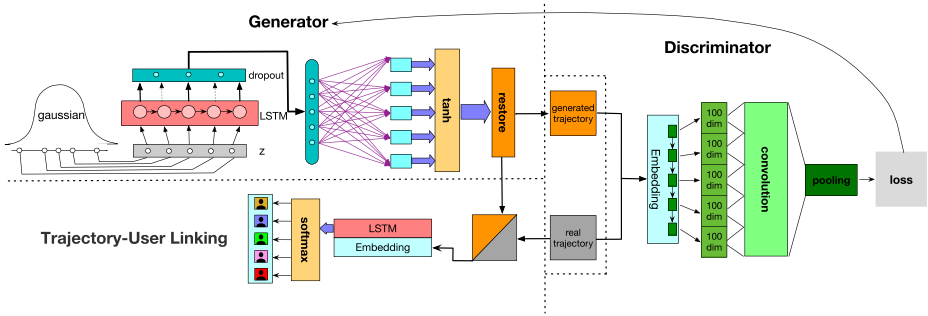 Generator
Discriminator
dropout
gaussian
LSTM
z
tanh
restore
generated
trajectory
real
trajectory
Embedding
100
dim
100
dim
100
dim
100
dim
100
dim
convolution
pooling
loss
Trajectory-User Linking
softmax
LSTM
Embedding